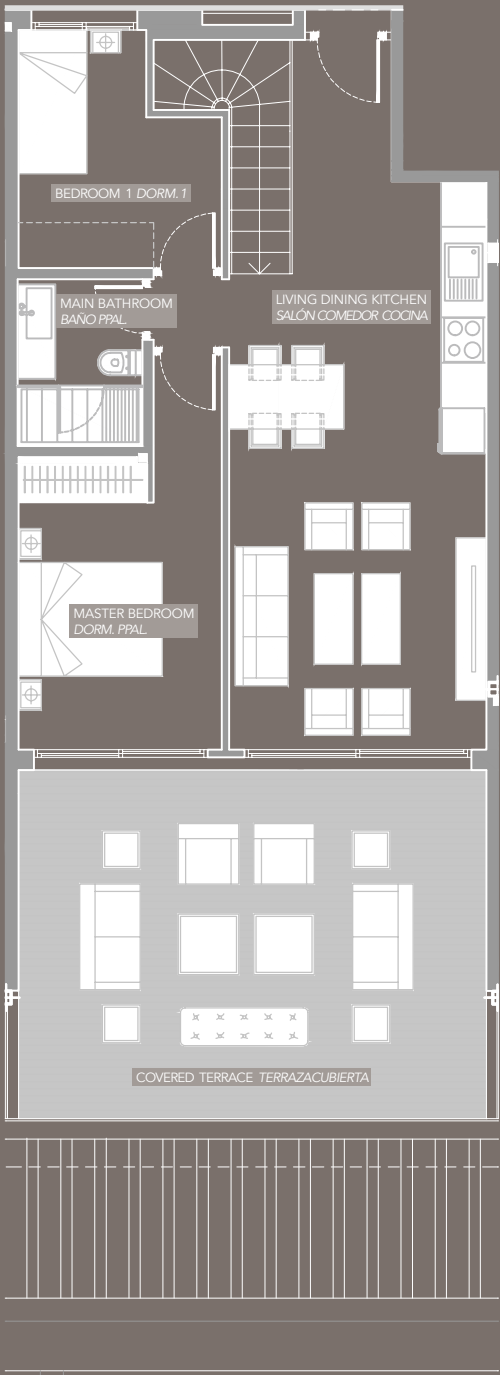 BEDROOM 1 DORM. 1
MAIN BATHROOM
BAÑO PPAL.
LIVING DINING KITCHEN
SALÓN COMEDOR COCINA
MASTER BEDROOM
DORM. PPAL.
COVERED TERRACE TERRAZACUBIERTA